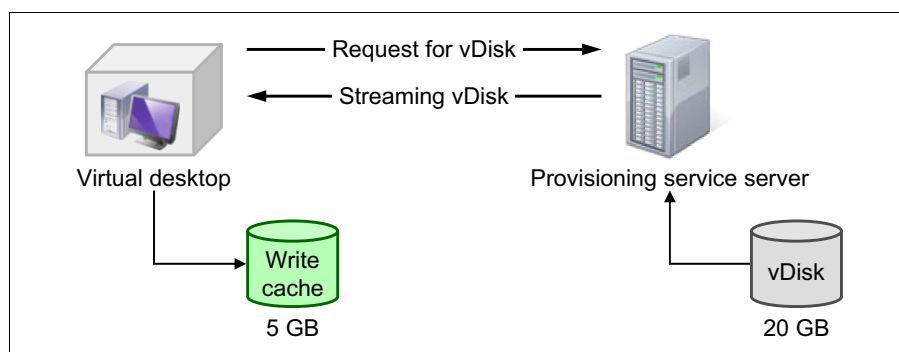 Request for vDisk
Streaming vDisk
Virtual desktop
Provisioning service server
Write
cache
vDisk
5 GB
20 GB